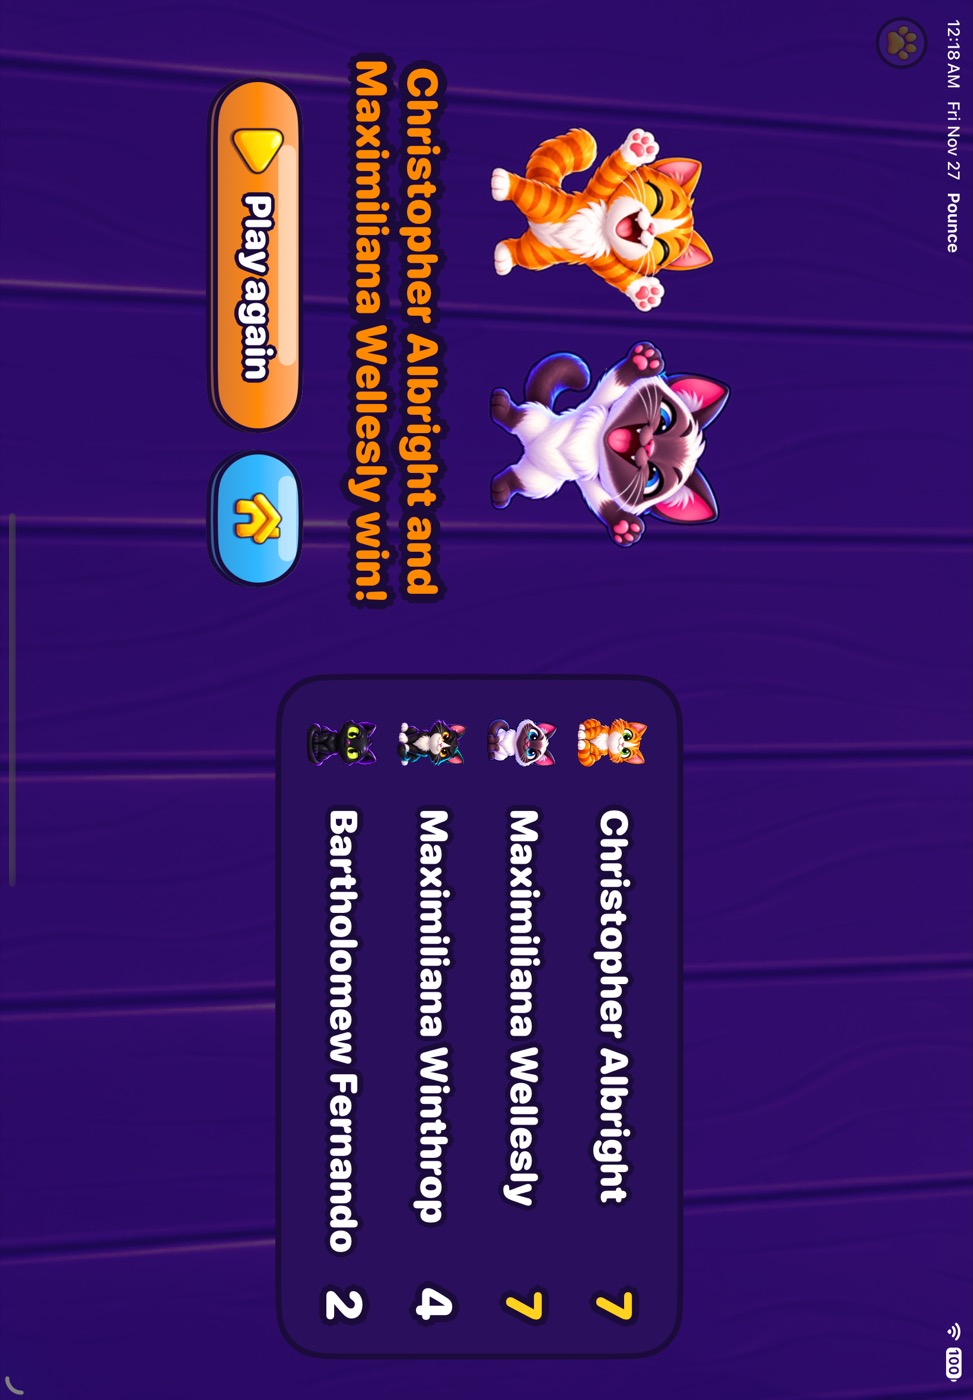 12:18 AM Fri Nov 27 Pounce
100
Christopher Albright and
Maximiliana Wellesly win!
Play again
Christopher Albright 7
Maximiliana Wellesly 7
Maximiliana Winthrop 4
Bartholomew Fernando 2